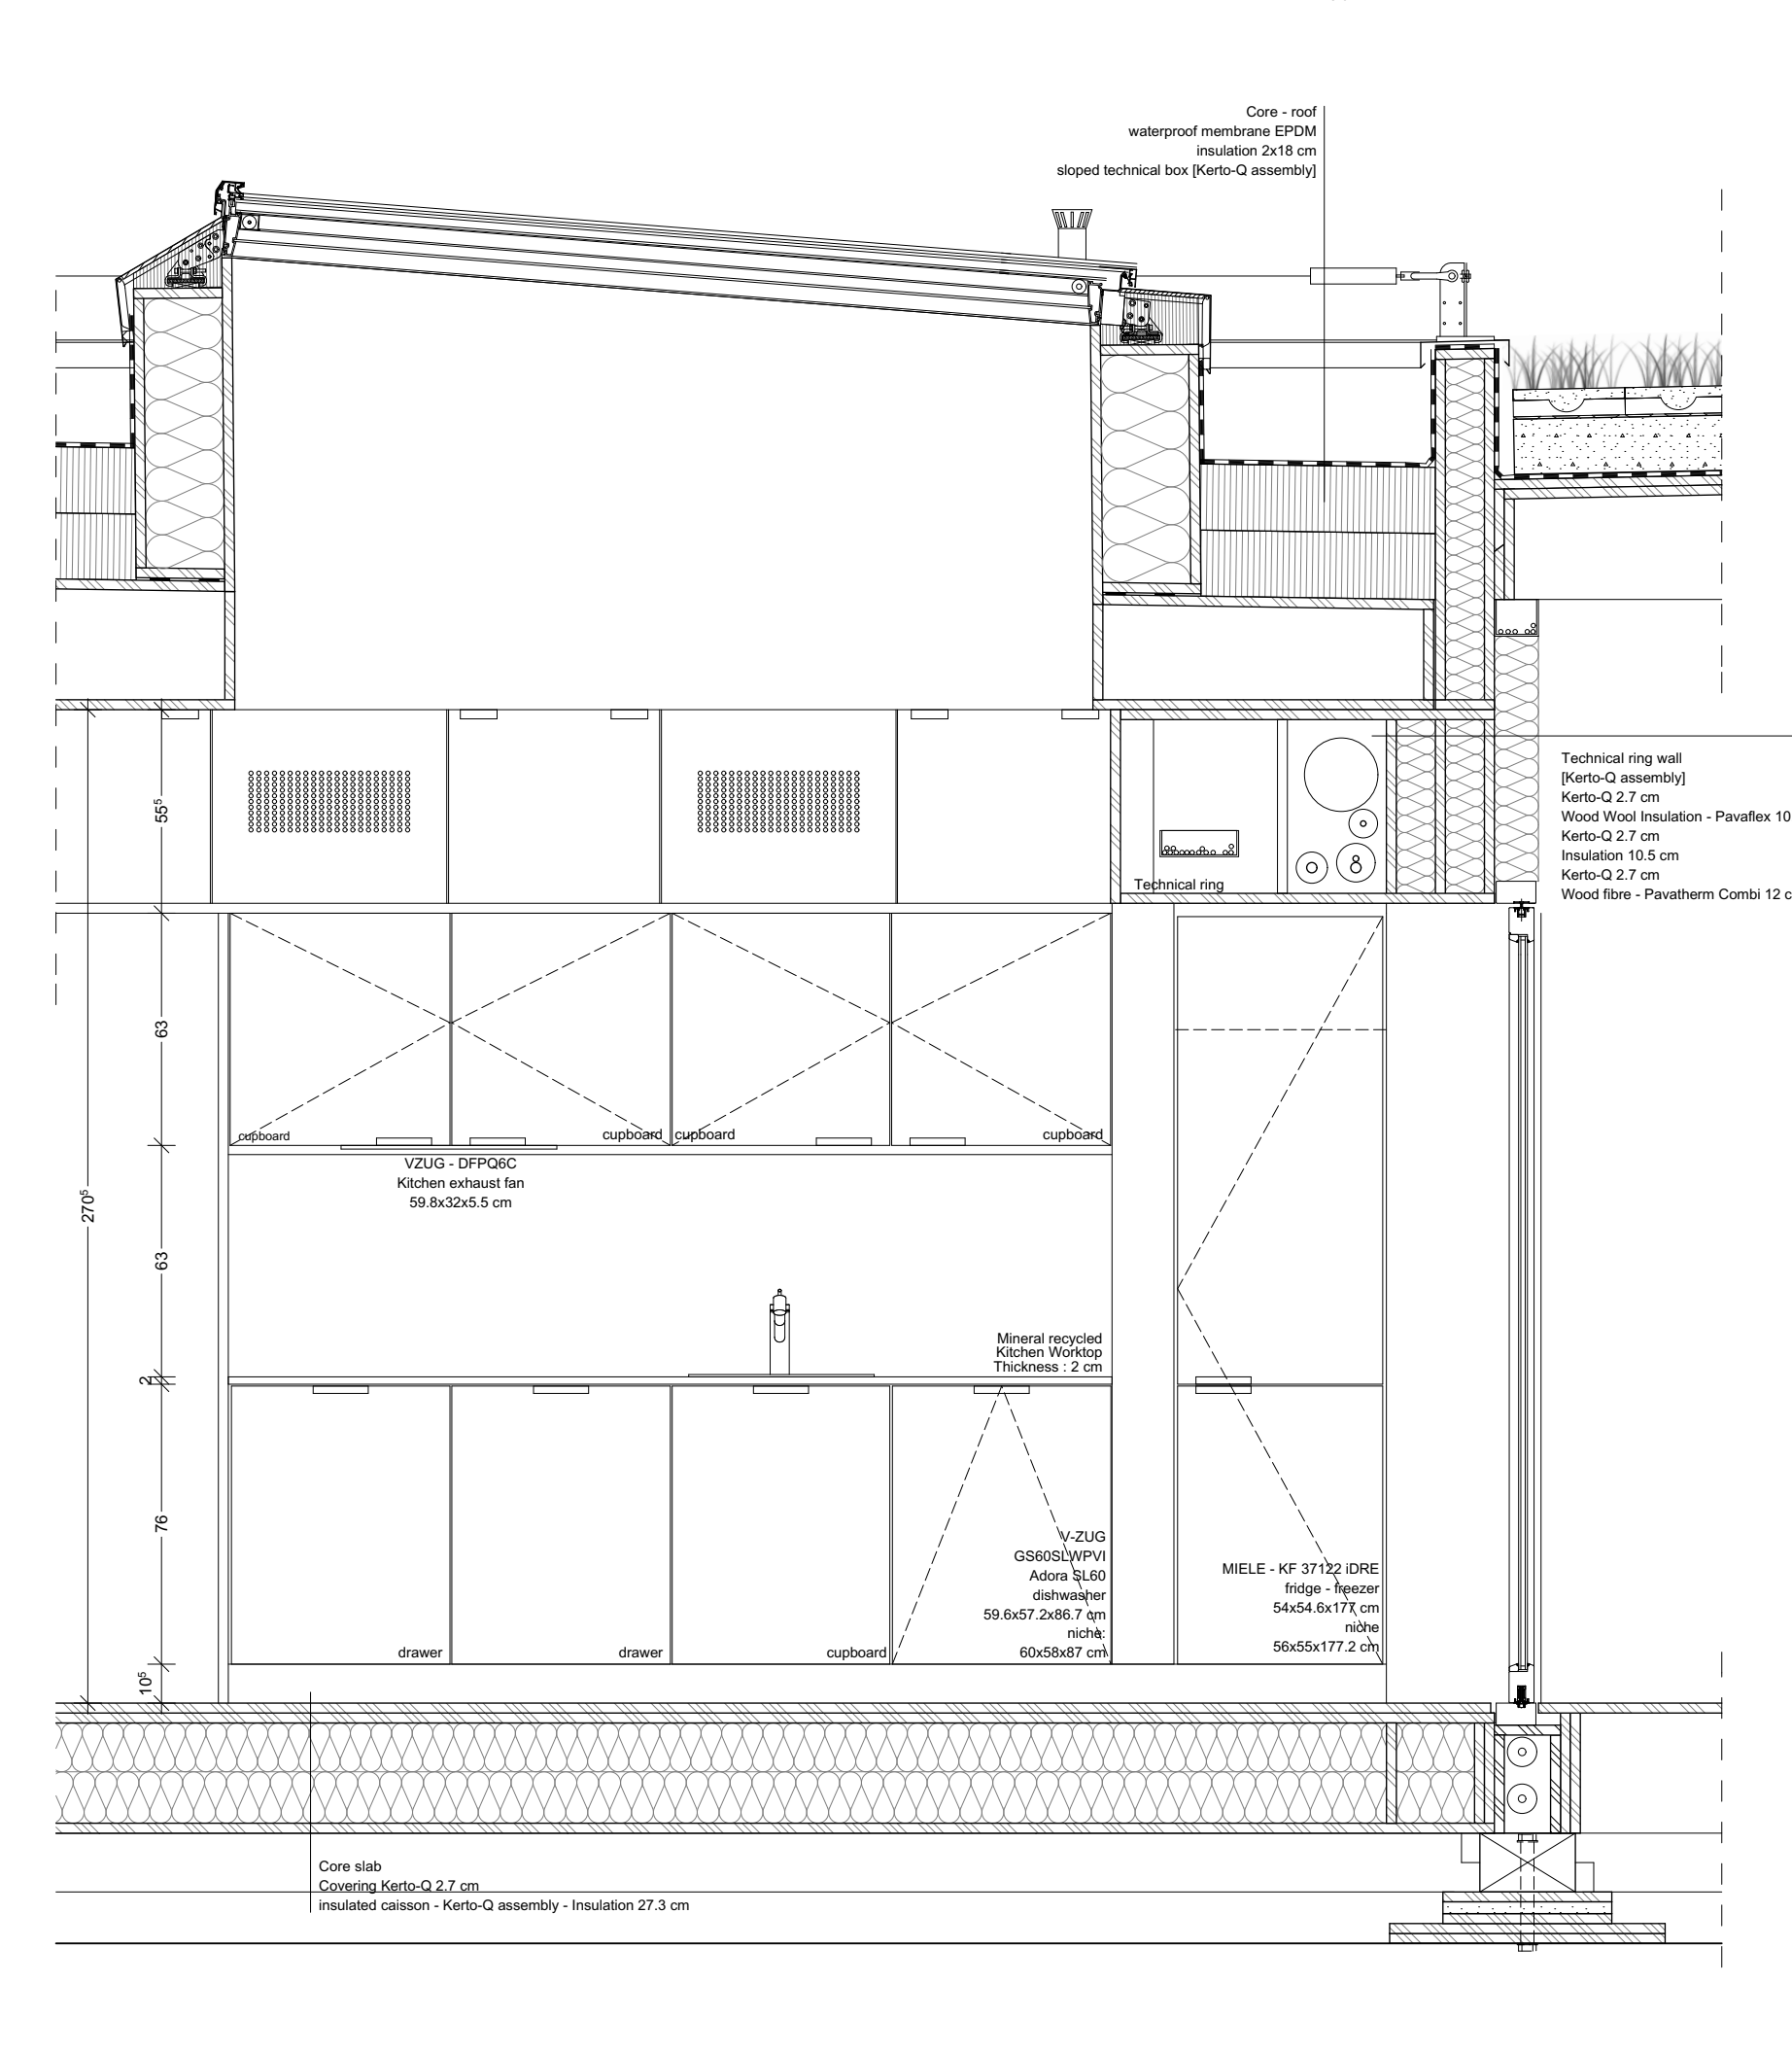 Core - roof
waterproof membrane EPDM
insulation 2x18 cm
sloped technical box [Kerto-Q assembly]
55⁵
63
270⁵
63
2
76
10⁵
Technical ring
Technical ring wall
[Kerto-Q assembly]
Kerto-Q 2.7 cm
Wood Wool Insulation - Pavaflex 10
Kerto-Q 2.7 cm
Insulation 10.5 cm
Kerto-Q 2.7 cm
Wood fibre - Pavatherm Combi 12 c
cupboard
cupboard
cupboard
cupboard
VZUG - DFPQ6C
Kitchen exhaust fan
59.8x32x5.5 cm
Mineral recycled
Kitchen Worktop
Thickness : 2 cm
V-ZUG
GS60SLWPVI
Adora SL60
dishwasher
59.6x57.2x86.7 cm
niche:
60x58x87 cm
MIELE - KF 37122 iDRE
fridge - freezer
54x54.6x177 cm
niche
56x55x177.2 cm
drawer
drawer
cupboard
Core slab
Covering Kerto-Q 2.7 cm
insulated caisson - Kerto-Q assembly - Insulation 27.3 cm